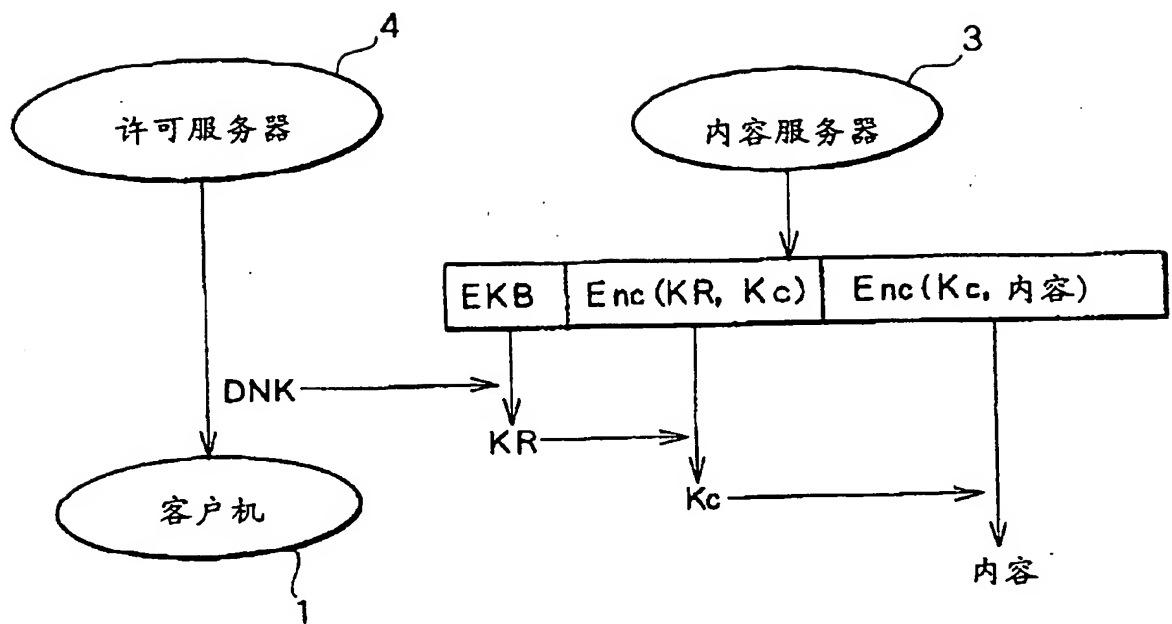 4
3
许可服务器
内容服务器
EKB
Enc(KR, Kc)
Enc(Kc, 内容)
DNK
KR
Kc
客户机
内容
1